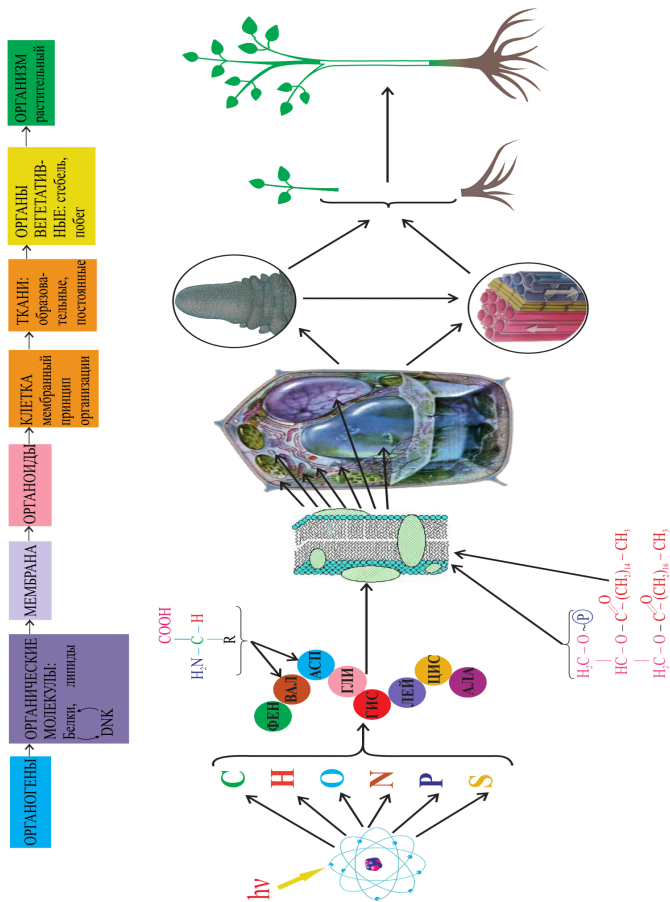 ОРГАНОГЕНЫ
ОРГАНИЧЕСКИЕ
МОЛЕКУЛЫ:
Белки, липиды
DNK
МЕМБРАНА
ОРГАНОИДЫ
КЛЕТКА
мембранный
принцип
организации
ТКАНИ:
образова-
тельные,
постоянные
ОРГАНЫ
ВЕГЕТАТИВ-
НЫЕ: стебель,
побег
ОРГАНИЗМ
растительный
hν
C
H
O
N
P
S
COOH
H₂N – C – H
R
ФЕН
ВАЛ
АСП
ГЛИ
ГИС
ЛЕЙ
ЦИС
АЛА
H₂C – O ~ P
O
HC – O – C – (CH₂)₁₄ – CH₃
O
H₂C – O – C – (CH₂)₁₆ – CH₃